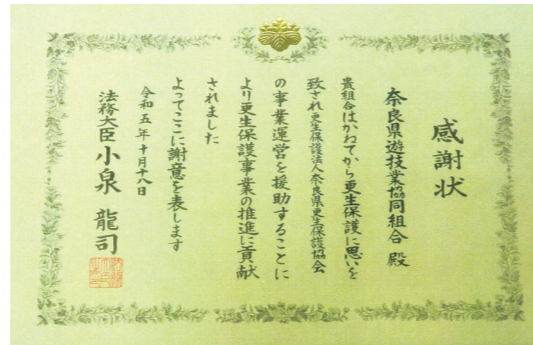 感謝状
奈良県遊技業協同組合 殿
貴組合はかねてから更生保護に思いを
致され更生保護法人奈良県更生保護協会
の事業運営を援助することに
より更生保護事業の推進に貢献
されました
よってここに謝意を表します
令和五年十月十八日
法務大臣 小泉 龍司